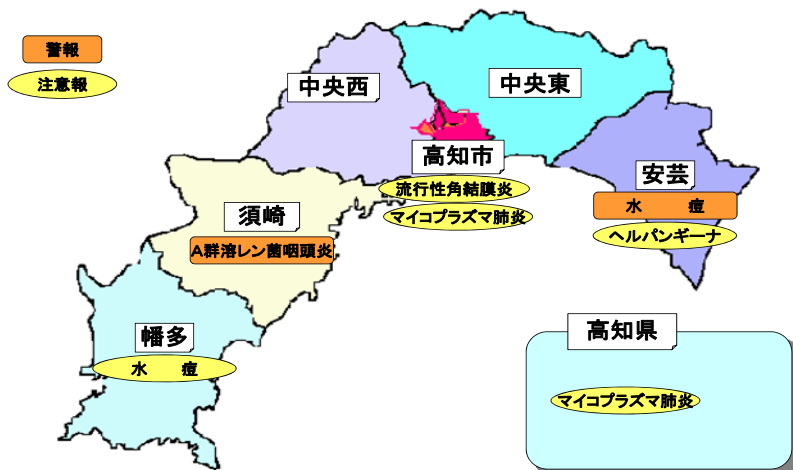 警報
注意報
中央西
中央東
高知市
流行性角結膜炎
マイコプラズマ肺炎
安芸
水　　痘
ヘルパンギーナ
須崎
A群溶レン菌咽頭炎
幡多
水　　痘
高知県
マイコプラズマ肺炎